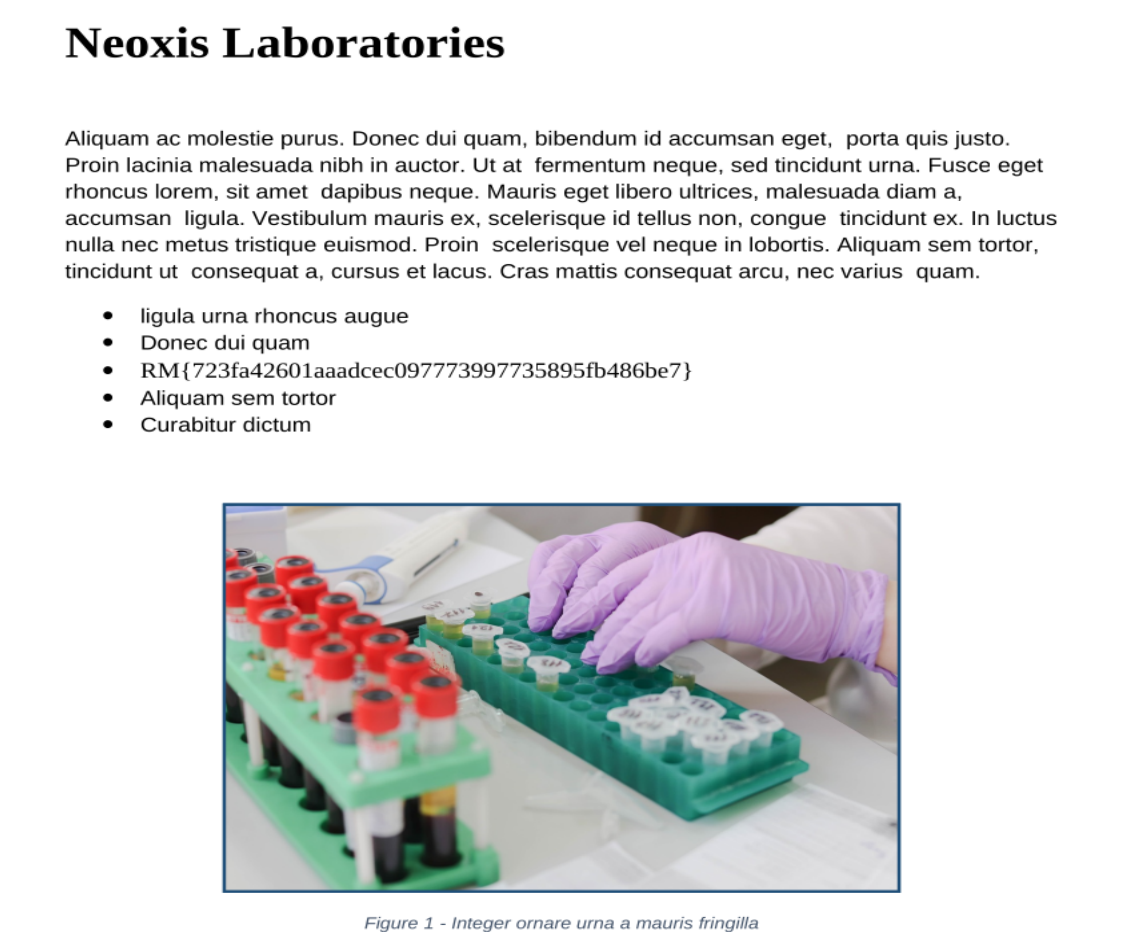 Neoxis Laboratories
Aliquam ac molestie purus. Donec dui quam, bibendum id accumsan eget,  porta quis justo.
Proin lacinia malesuada nibh in auctor. Ut at  fermentum neque, sed tincidunt urna. Fusce eget
rhoncus lorem, sit amet  dapibus neque. Mauris eget libero ultrices, malesuada diam a,
accumsan  ligula. Vestibulum mauris ex, scelerisque id tellus non, congue  tincidunt ex. In luctus
nulla nec metus tristique euismod. Proin  scelerisque vel neque in lobortis. Aliquam sem tortor,
tincidunt ut  consequat a, cursus et lacus. Cras mattis consequat arcu, nec varius  quam.
• ligula urna rhoncus augue
• Donec dui quam
• RM{723fa42601aaadcec097773997735895fb486be7}
• Aliquam sem tortor
• Curabitur dictum
Figure 1 - Integer ornare urna a mauris fringilla